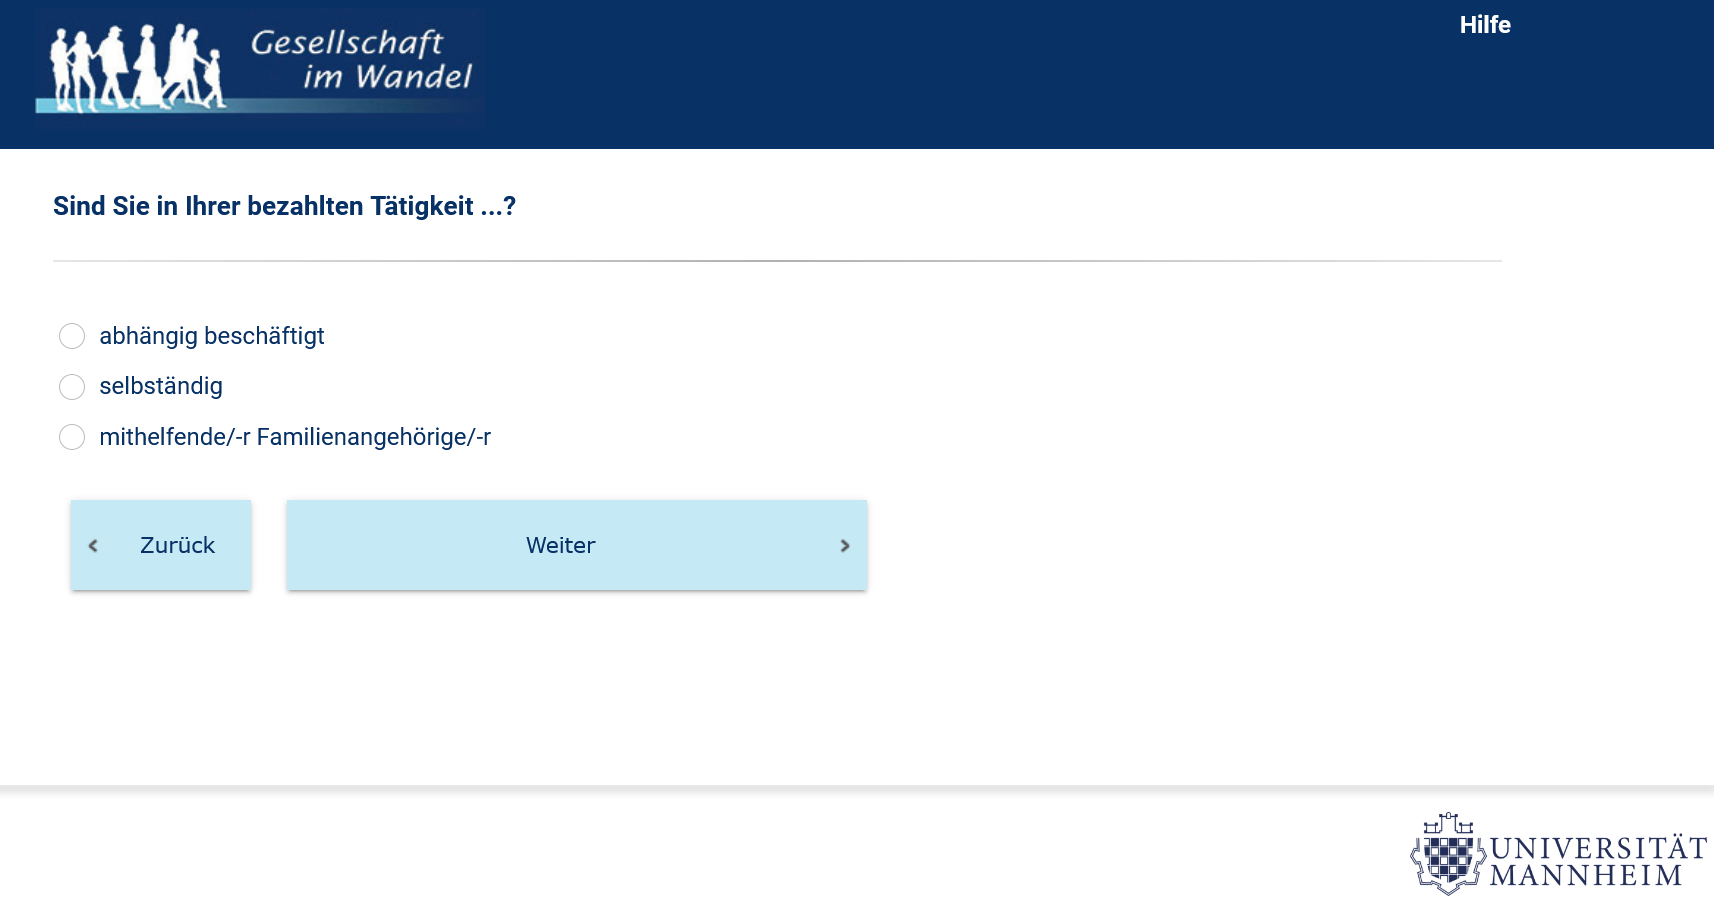 Gesellschaft
im Wandel
Hilfe
Sind Sie in Ihrer bezahlten Tätigkeit ...?
abhängig beschäftigt
selbständig
mithelfende/-r Familienangehörige/-r
Zurück
Weiter
UNIVERSITÄT
MANNHEIM